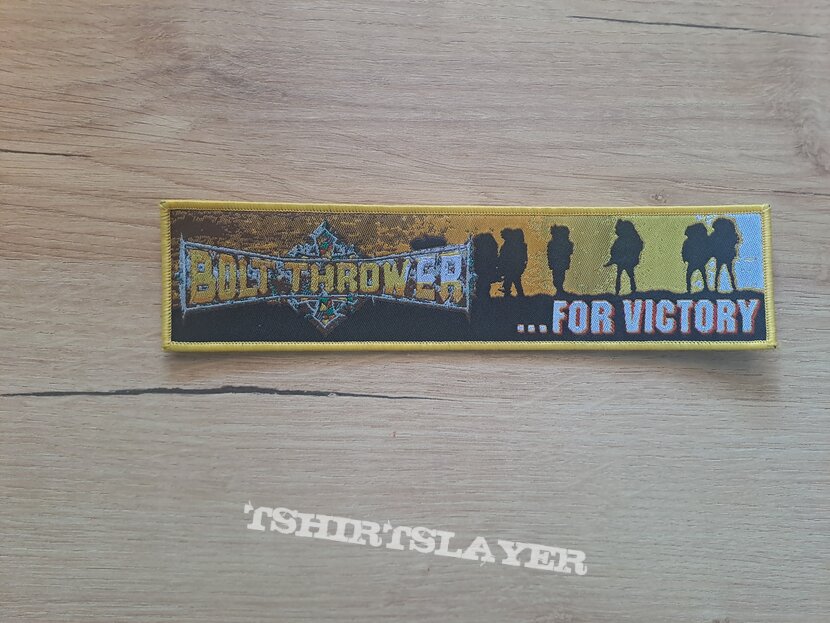 BOLT THROWER
...FOR VICTORY
TSHIRTSLAYER